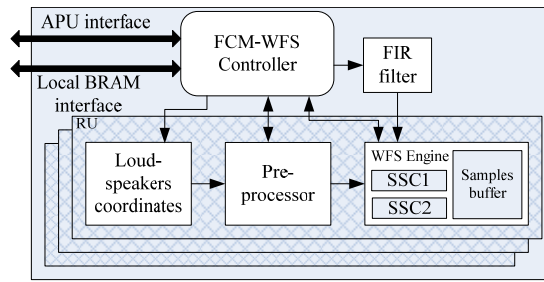 APU interface
Local BRAM
interface
FCM-WFS
Controller
FIR
filter
RU
Loud-
speakers
coordinates
Pre-
processor
WFS Engine
SSC1
SSC2
Samples
buffer